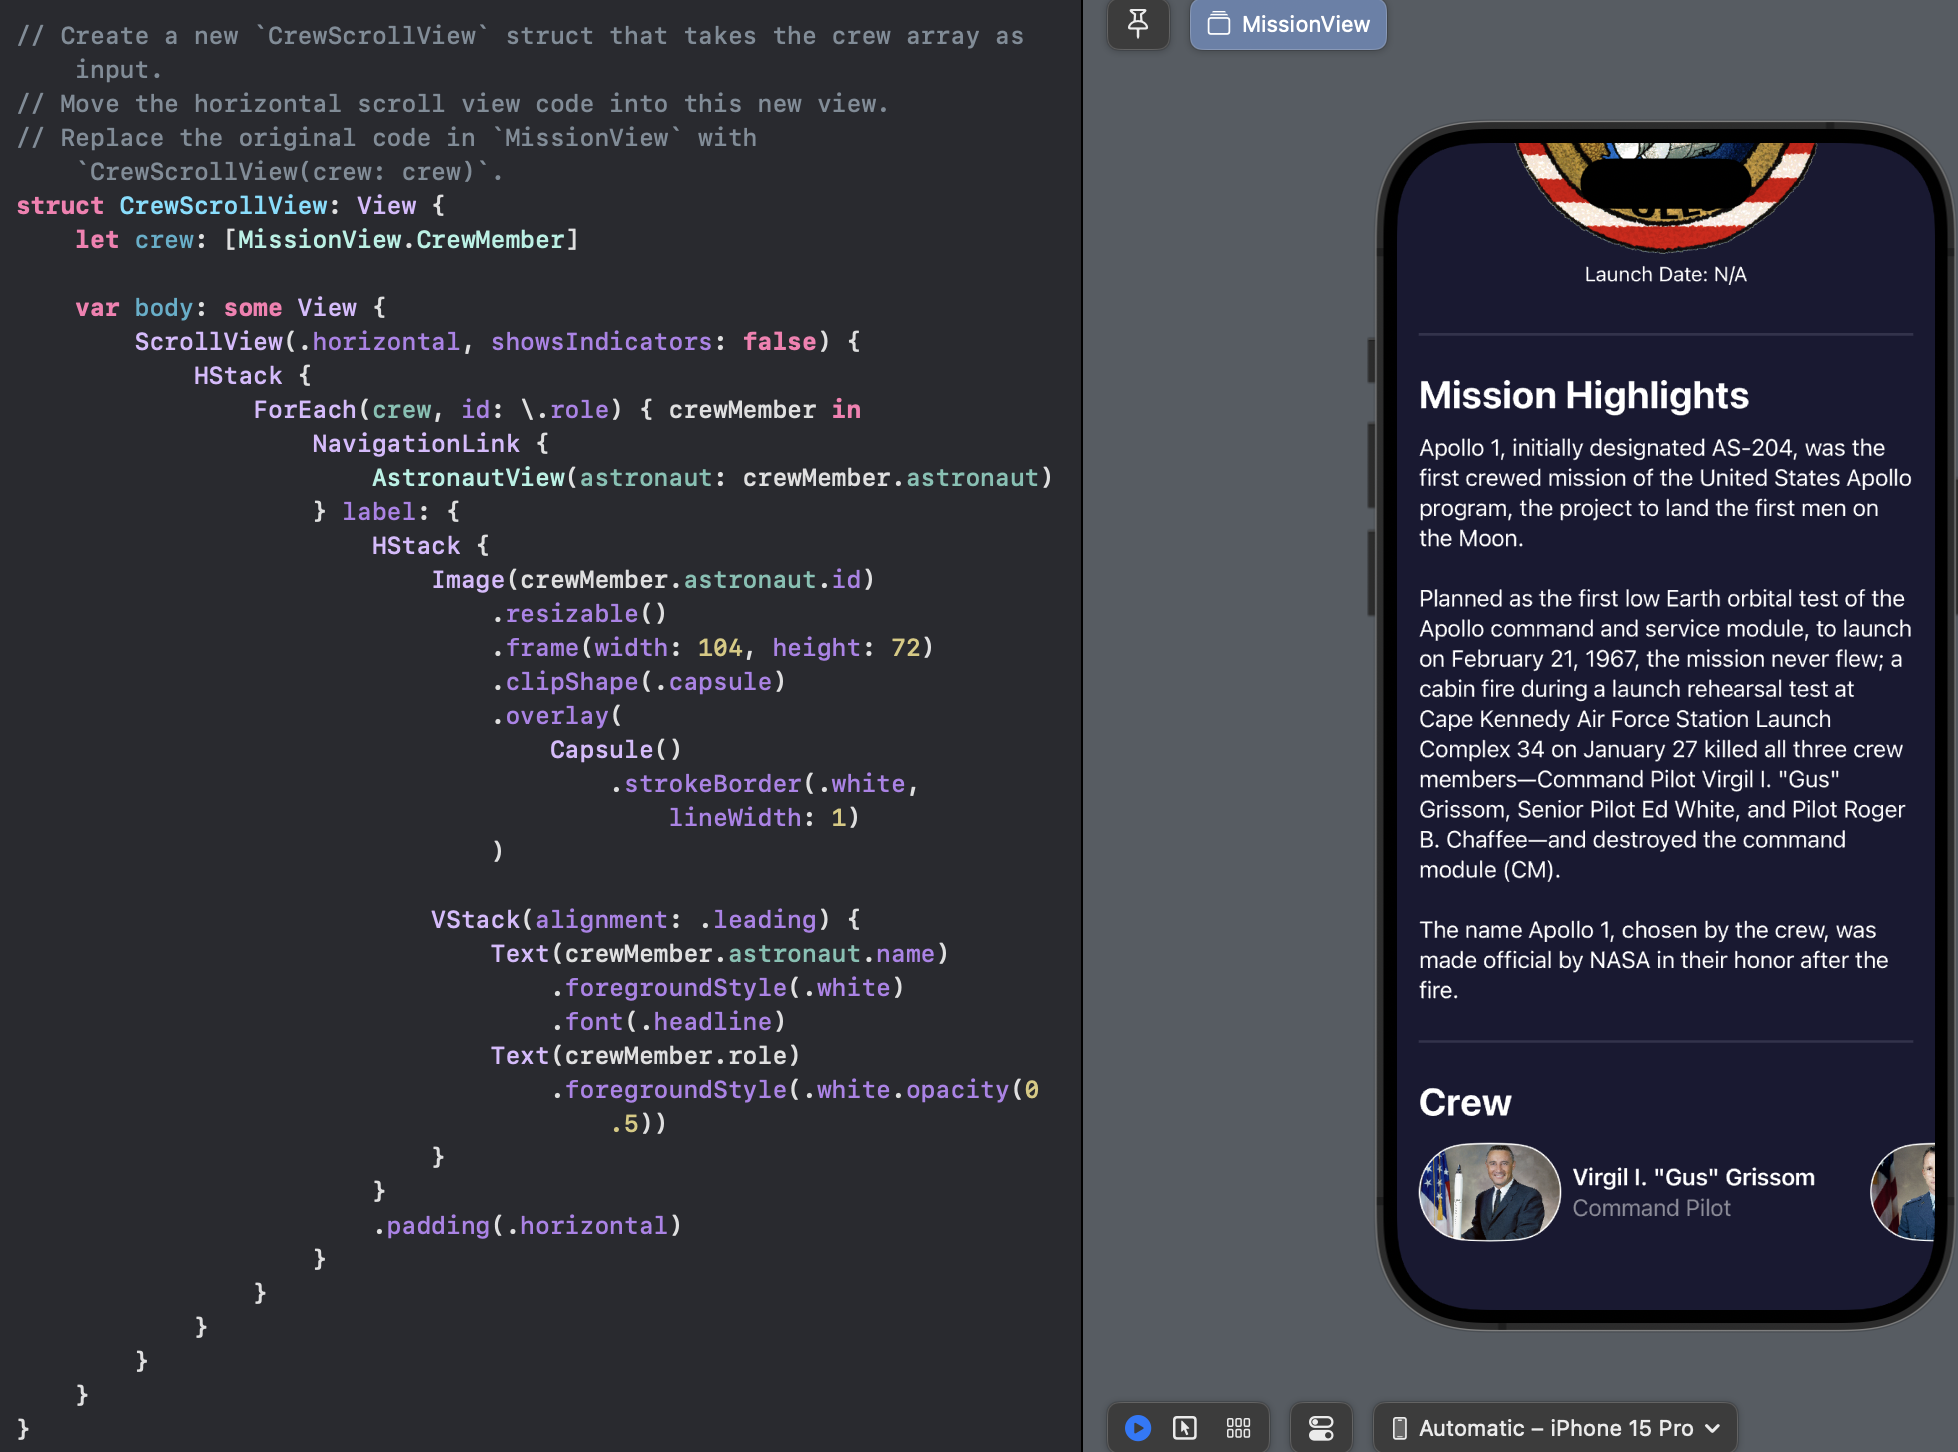 // Create a new `CrewScrollView` struct that takes the crew array as
input.
// Move the horizontal scroll view code into this new view.
// Replace the original code in `MissionView` with
`CrewScrollView(crew: crew)`.
struct CrewScrollView: View {
let crew: [MissionView.CrewMember]
var body: some View {
ScrollView(.horizontal, showsIndicators: false) {
HStack {
ForEach(crew, id: \.role) { crewMember in
NavigationLink {
AstronautView(astronaut: crewMember.astronaut)
} label: {
HStack {
Image(crewMember.astronaut.id)
.resizable()
.frame(width: 104, height: 72)
.clipShape(.capsule)
.overlay(
Capsule()
.strokeBorder(.white,
lineWidth: 1)
)
VStack(alignment: .leading) {
Text(crewMember.astronaut.name)
.foregroundStyle(.white)
.font(.headline)
Text(crewMember.role)
.foregroundStyle(.white.opacity(0
.5))
}
}
.padding(.horizontal)
}
}
}
}
}
}
MissionView
Launch Date: N/A
Mission Highlights
Apollo 1, initially designated AS-204, was the
first crewed mission of the United States Apollo
program, the project to land the first men on
the Moon.
Planned as the first low Earth orbital test of the
Apollo command and service module, to launch
on February 21, 1967, the mission never flew; a
cabin fire during a launch rehearsal test at
Cape Kennedy Air Force Station Launch
Complex 34 on January 27 killed all three crew
members—Command Pilot Virgil I. "Gus"
Grissom, Senior Pilot Ed White, and Pilot Roger
B. Chaffee—and destroyed the command
module (CM).
The name Apollo 1, chosen by the crew, was
made official by NASA in their honor after the
fire.
Crew
Virgil I. "Gus" Grissom
Command Pilot
Automatic – iPhone 15 Pro